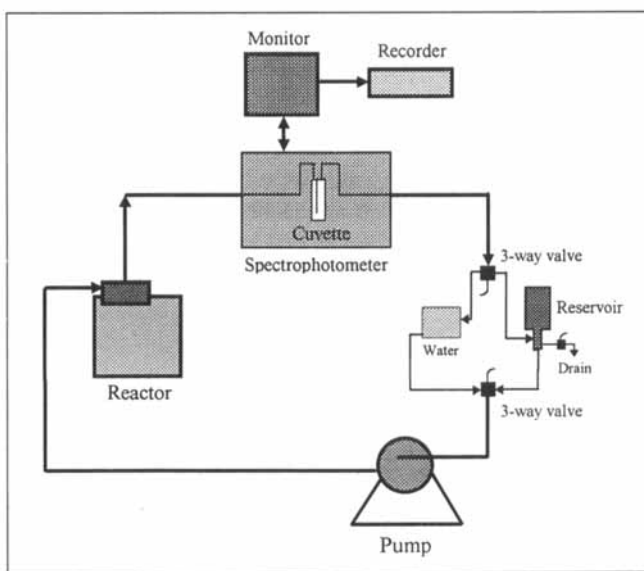 Monitor
Recorder
Cuvette
Spectrophotometer
3-way valve
Reservoir
Water
Drain
Reactor
3-way valve
Pump